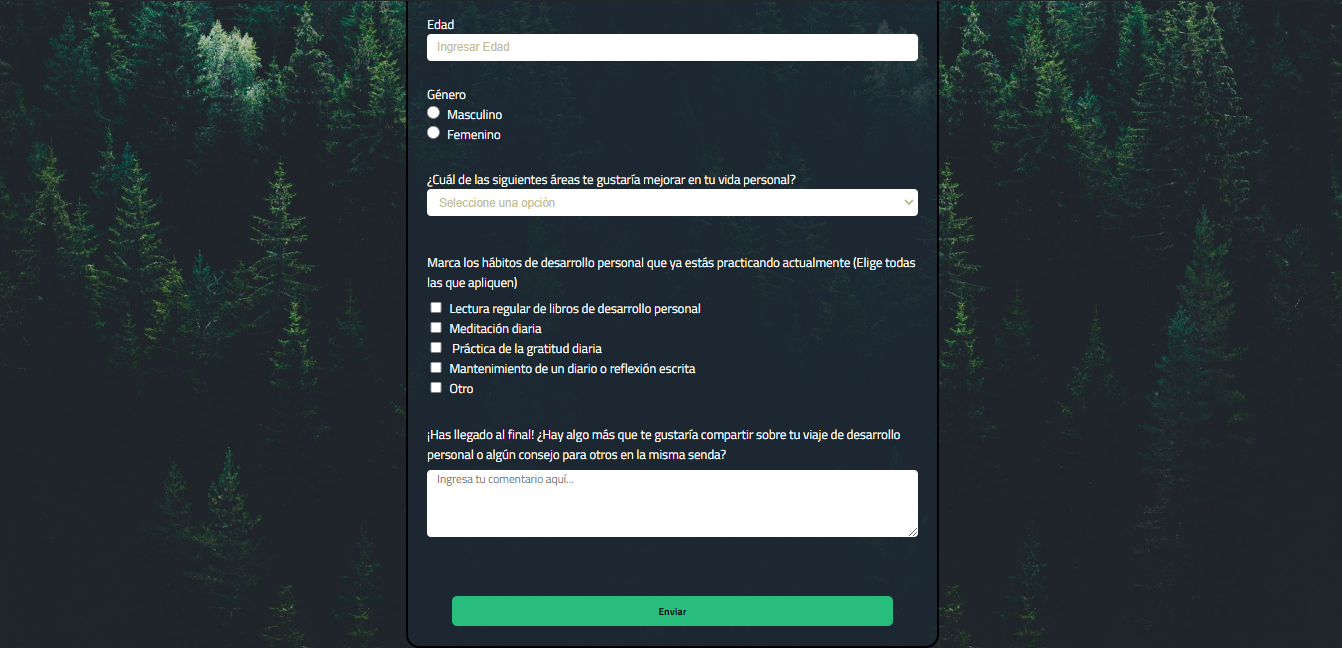 Edad
Ingresar Edad
Género
Masculino
Femenino
¿Cuál de las siguientes áreas te gustaría mejorar en tu vida personal?
Seleccione una opción
Marca los hábitos de desarrollo personal que ya estás practicando actualmente (Elige todas
las que apliquen)
Lectura regular de libros de desarrollo personal
Meditación diaria
Práctica de la gratitud diaria
Mantenimiento de un diario o reflexión escrita
Otro
¡Has llegado al final! ¿Hay algo más que te gustaría compartir sobre tu viaje de desarrollo
personal o algún consejo para otros en la misma senda?
Ingresa tu comentario aquí...
Enviar